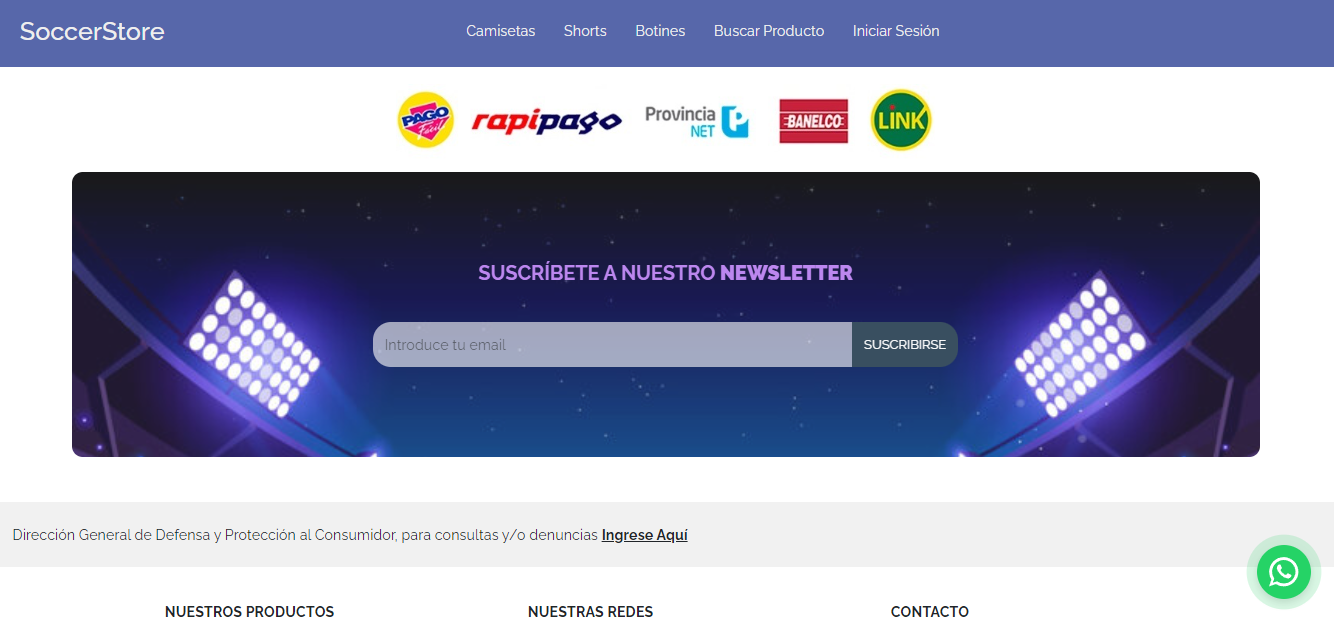 SoccerStore
Camisetas Shorts Botines Buscar Producto Iniciar Sesión
PAGO Fácil rapipago Provincia NET BANELCO LINK
SUSCRÍBETE A NUESTRO NEWSLETTER
Introduce tu email SUSCRIBIRSE
Dirección General de Defensa y Protección al Consumidor, para consultas y/o denuncias Ingrese Aquí
NUESTROS PRODUCTOS NUESTRAS REDES CONTACTO